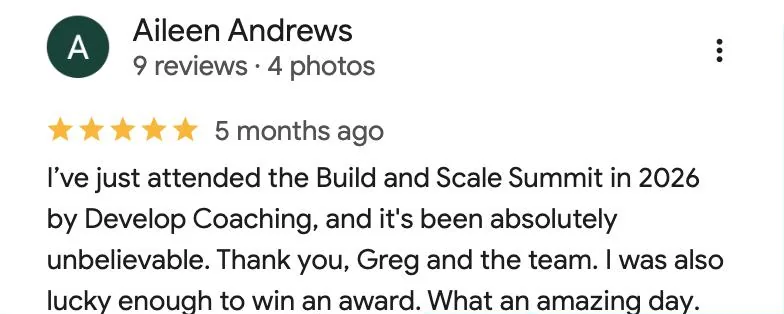 A
Aileen Andrews
9 reviews · 4 photos
5 months ago
I’ve just attended the Build and Scale Summit in 2026
by Develop Coaching, and it's been absolutely
unbelievable. Thank you, Greg and the team. I was also
lucky enough to win an award. What an amazing day.